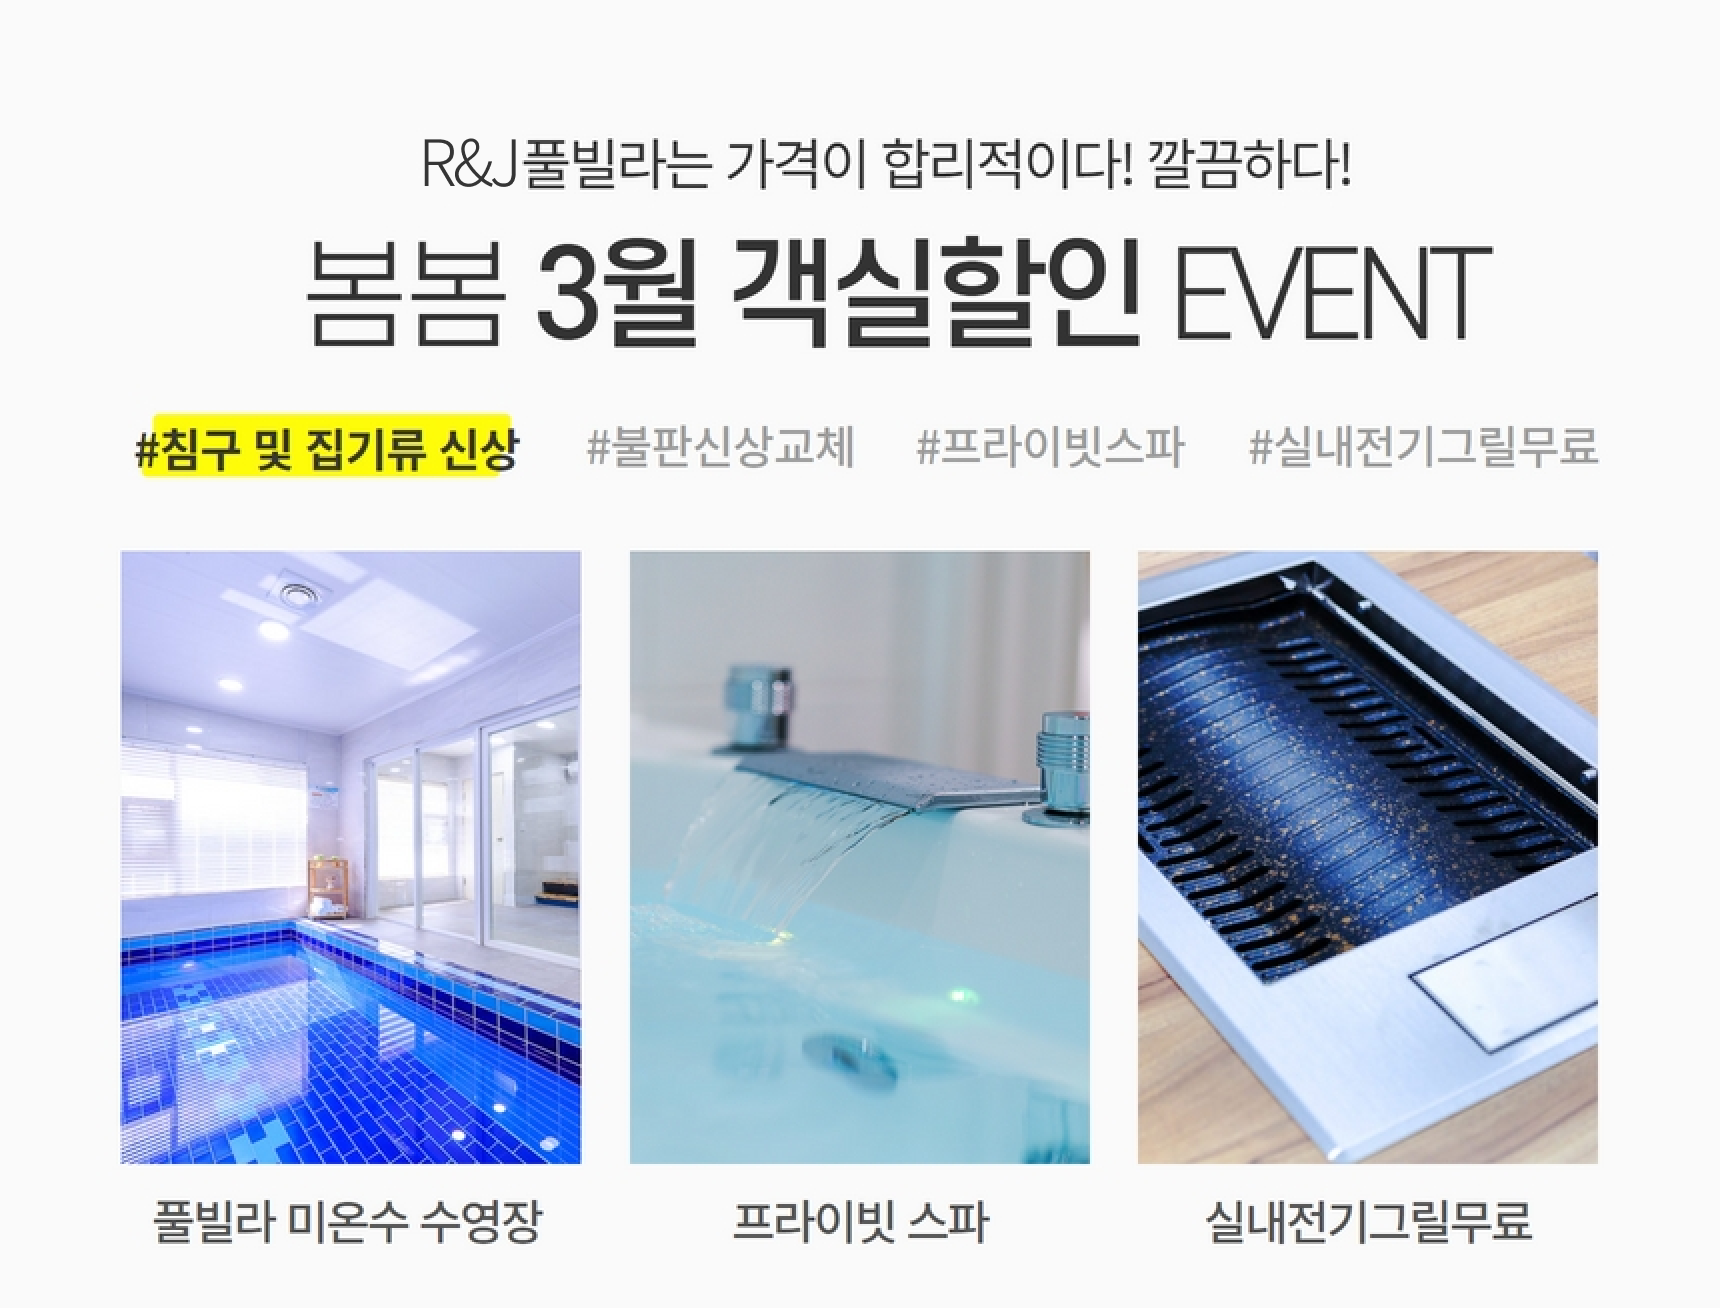 R&J풀빌라는 가격이 합리적이다! 깔끔하다!
봄봄 3월 객실할인 EVENT
#침구 및 집기류 신상 #불판신상교체 #프라이빗스파 #실내전기그릴무료
풀빌라 미온수 수영장 프라이빗 스파 실내전기그릴무료